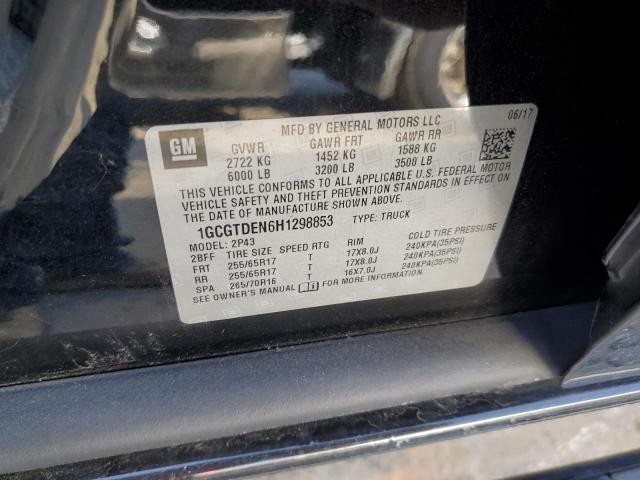 GM
MFD BY GENERAL MOTORS LLC 06/17
GVWR GAWR FRT GAWR RR
2722 KG 1452 KG 1588 KG
6000 LB 3200 LB 3500 LB
THIS VEHICLE CONFORMS TO ALL APPLICABLE U.S. FEDERAL MOTOR
VEHICLE SAFETY AND THEFT PREVENTION STANDARDS IN EFFECT ON
THE DATE OF MANUFACTURE SHOWN ABOVE.
1GCGTDEN6H1298853 TYPE: TRUCK
MODEL: 2P43
2BFF TIRE SIZE SPEED RTG RIM COLD TIRE PRESSURE
FRT 255/65R17 T 17X8.0J 240KPA(35PSI)
RR 255/65R17 T 17X8.0J 240KPA(35PSI)
SPA 265/70R16 T 16X7.0J 240KPA(35PSI)
SEE OWNER'S MANUAL FOR MORE INFORMATION.